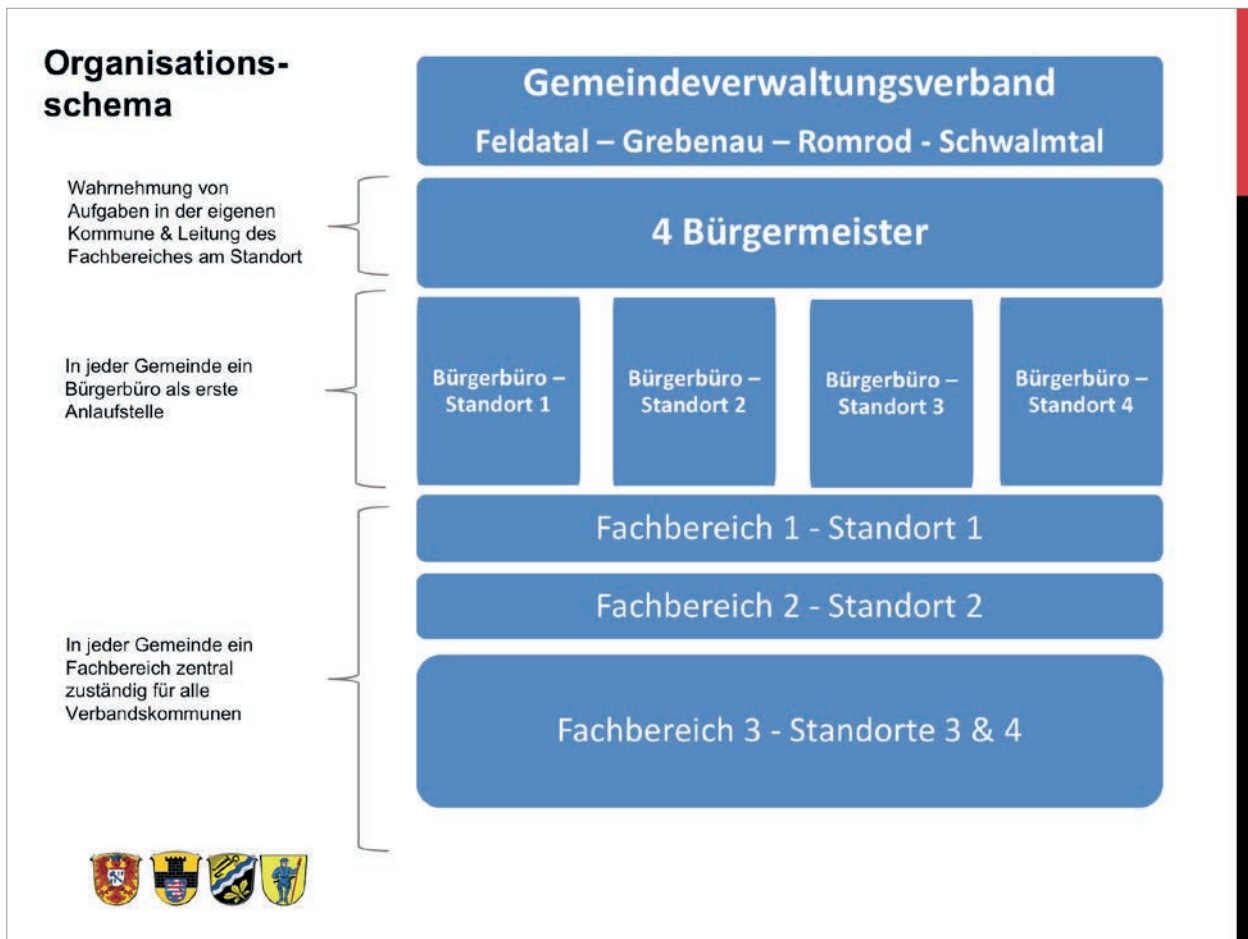 Organisations-
schema
Gemeindeverwaltungsverband
Feldatal – Grebenau – Romrod - Schwalmtal
Wahrnehmung von
Aufgaben in der eigenen
Kommune & Leitung des
Fachbereiches am Standort
4 Bürgermeister
In jeder Gemeinde ein
Bürgerbüro als erste
Anlaufstelle
Bürgerbüro –
Standort 1
Bürgerbüro –
Standort 2
Bürgerbüro –
Standort 3
Bürgerbüro –
Standort 4
In jeder Gemeinde ein
Fachbereich zentral
zuständig für alle
Verbandskommunen
Fachbereich 1 - Standort 1
Fachbereich 2 - Standort 2
Fachbereich 3 - Standorte 3 & 4